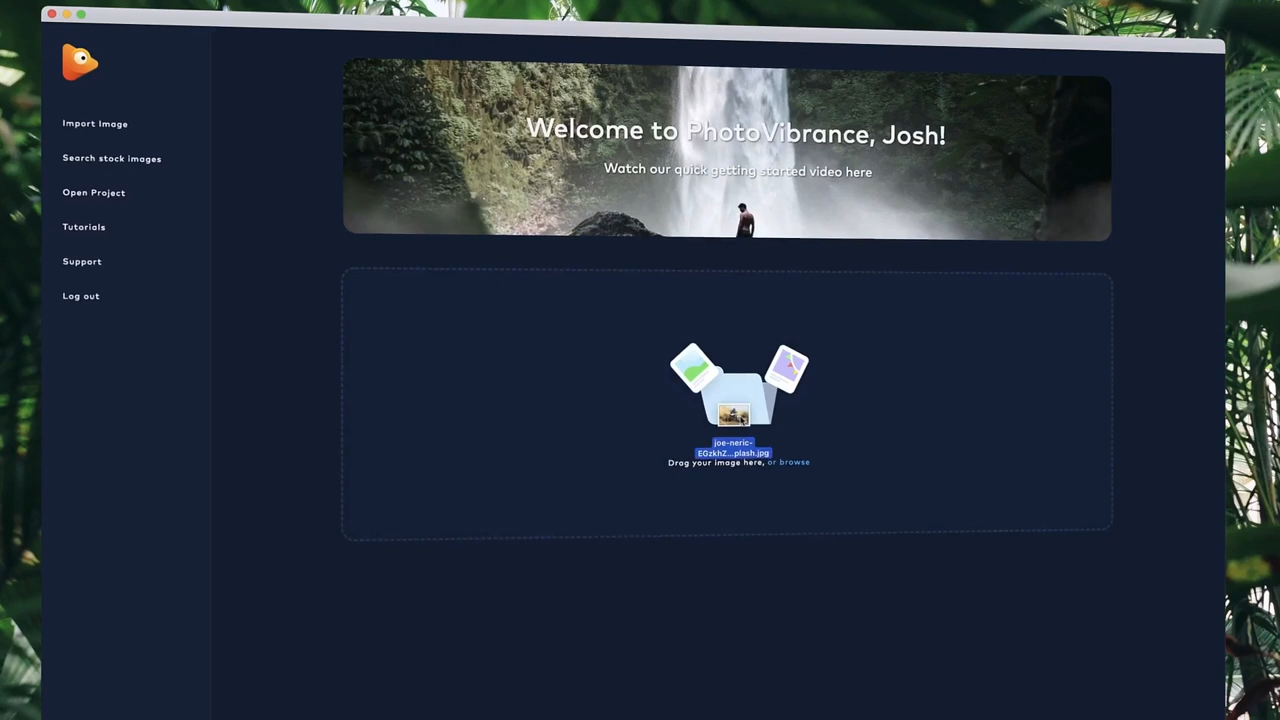 Import Image
Search stock images
Open Project
Tutorials
Support
Log out
Welcome to PhotoVibrance, Josh!
Watch our quick getting started video here
joe-neric-
EGzkhZ...plash.jpg
Drag your image here, or browse